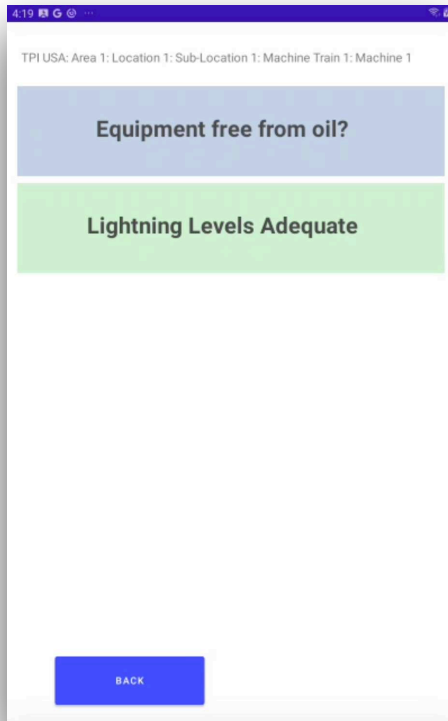 4:19 G ...
TPI USA: Area 1: Location 1: Sub-Location 1: Machine Train 1: Machine 1
Equipment free from oil?
Lightning Levels Adequate
BACK